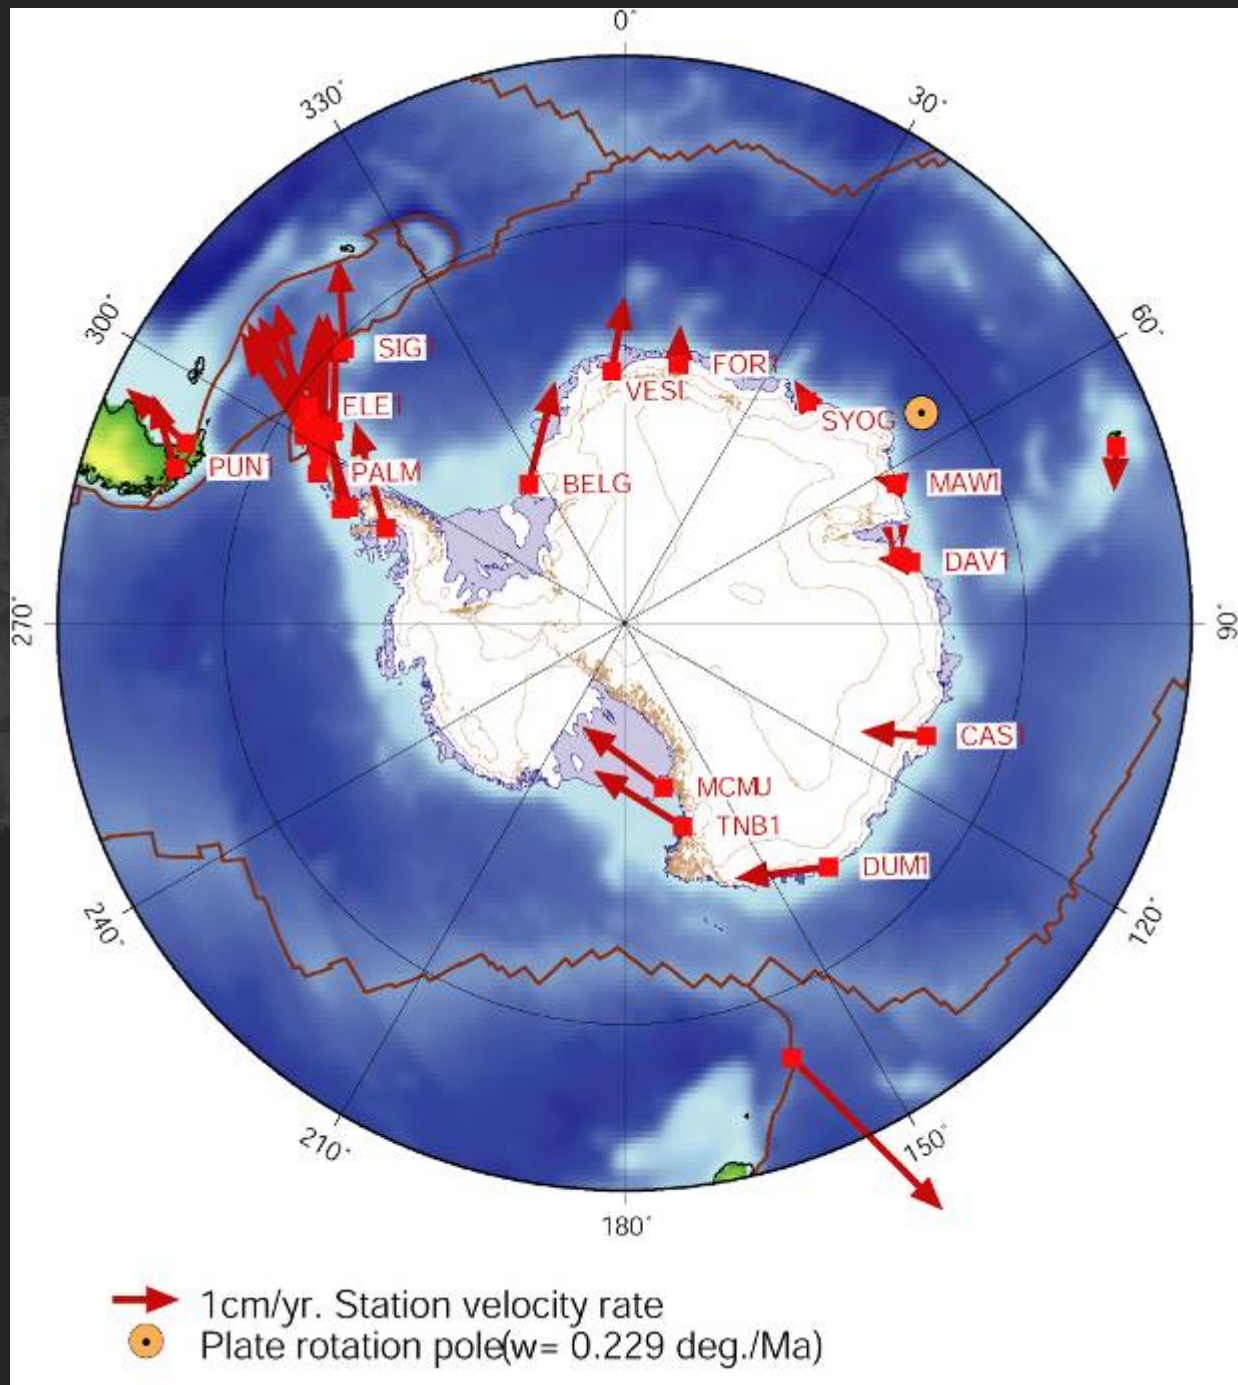 0°
330°
30°
300°
60°
SIG1
FOR1
VESL
ELE1
SYOG
PUN1
PALM
BELG
MAW1
DAV1
270°
90°
CAS1
MCMU
TNB1
DUM1
240°
120°
210°
150°
180°
1cm/yr. Station velocity rate
Plate rotation pole(w= 0.229 deg./Ma)